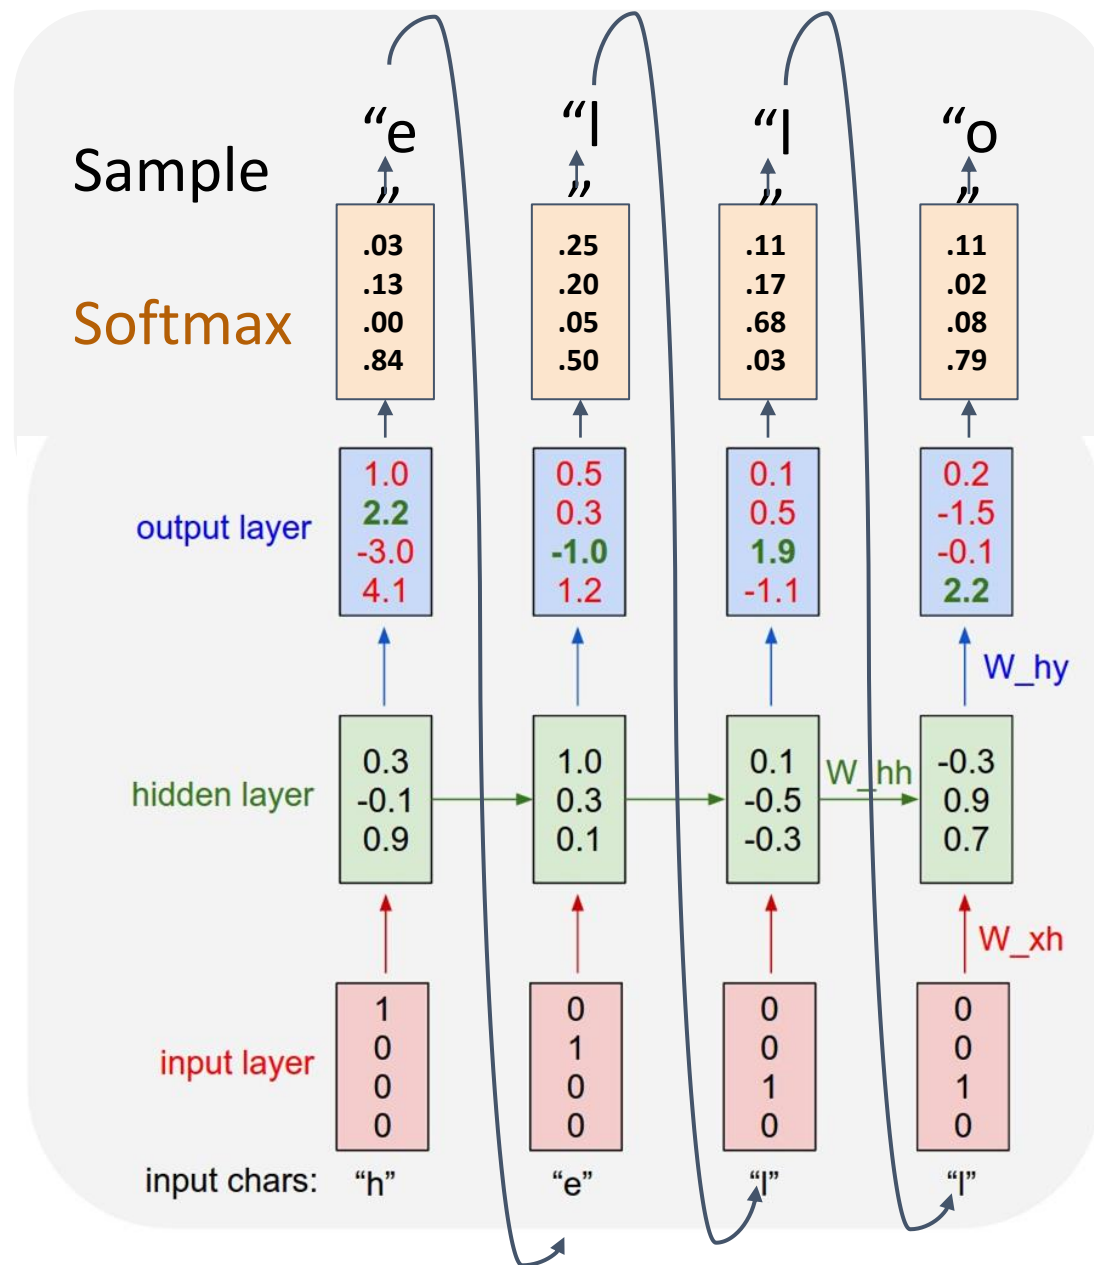 “e “l “l “o
Sample
” ” ” ”
.03 .25 .11 .11
.13 .20 .17 .02
Softmax .00 .05 .68 .08
.84 .50 .03 .79
1.0 0.5 0.1 0.2
2.2 0.3 0.5 -1.5
output layer
-3.0 -1.0 1.9 -0.1
4.1 1.2 -1.1 2.2
W_hy
0.3 1.0 0.1 W_hh -0.3
hidden layer -0.1 0.3 -0.5 0.9
0.9 0.1 -0.3 0.7
W_xh
1 0 0 0
0 1 0 0
input layer
0 0 1 1
0 0 0 0
input chars: “h” “e” “l” “l”